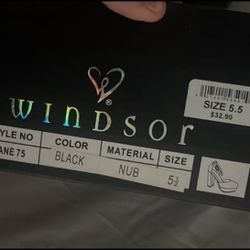 SIZE 5.5
$32.90
WINDSOR
®
STYLE NO COLOR MATERIAL SIZE
ANE 75 BLACK NUB 5½